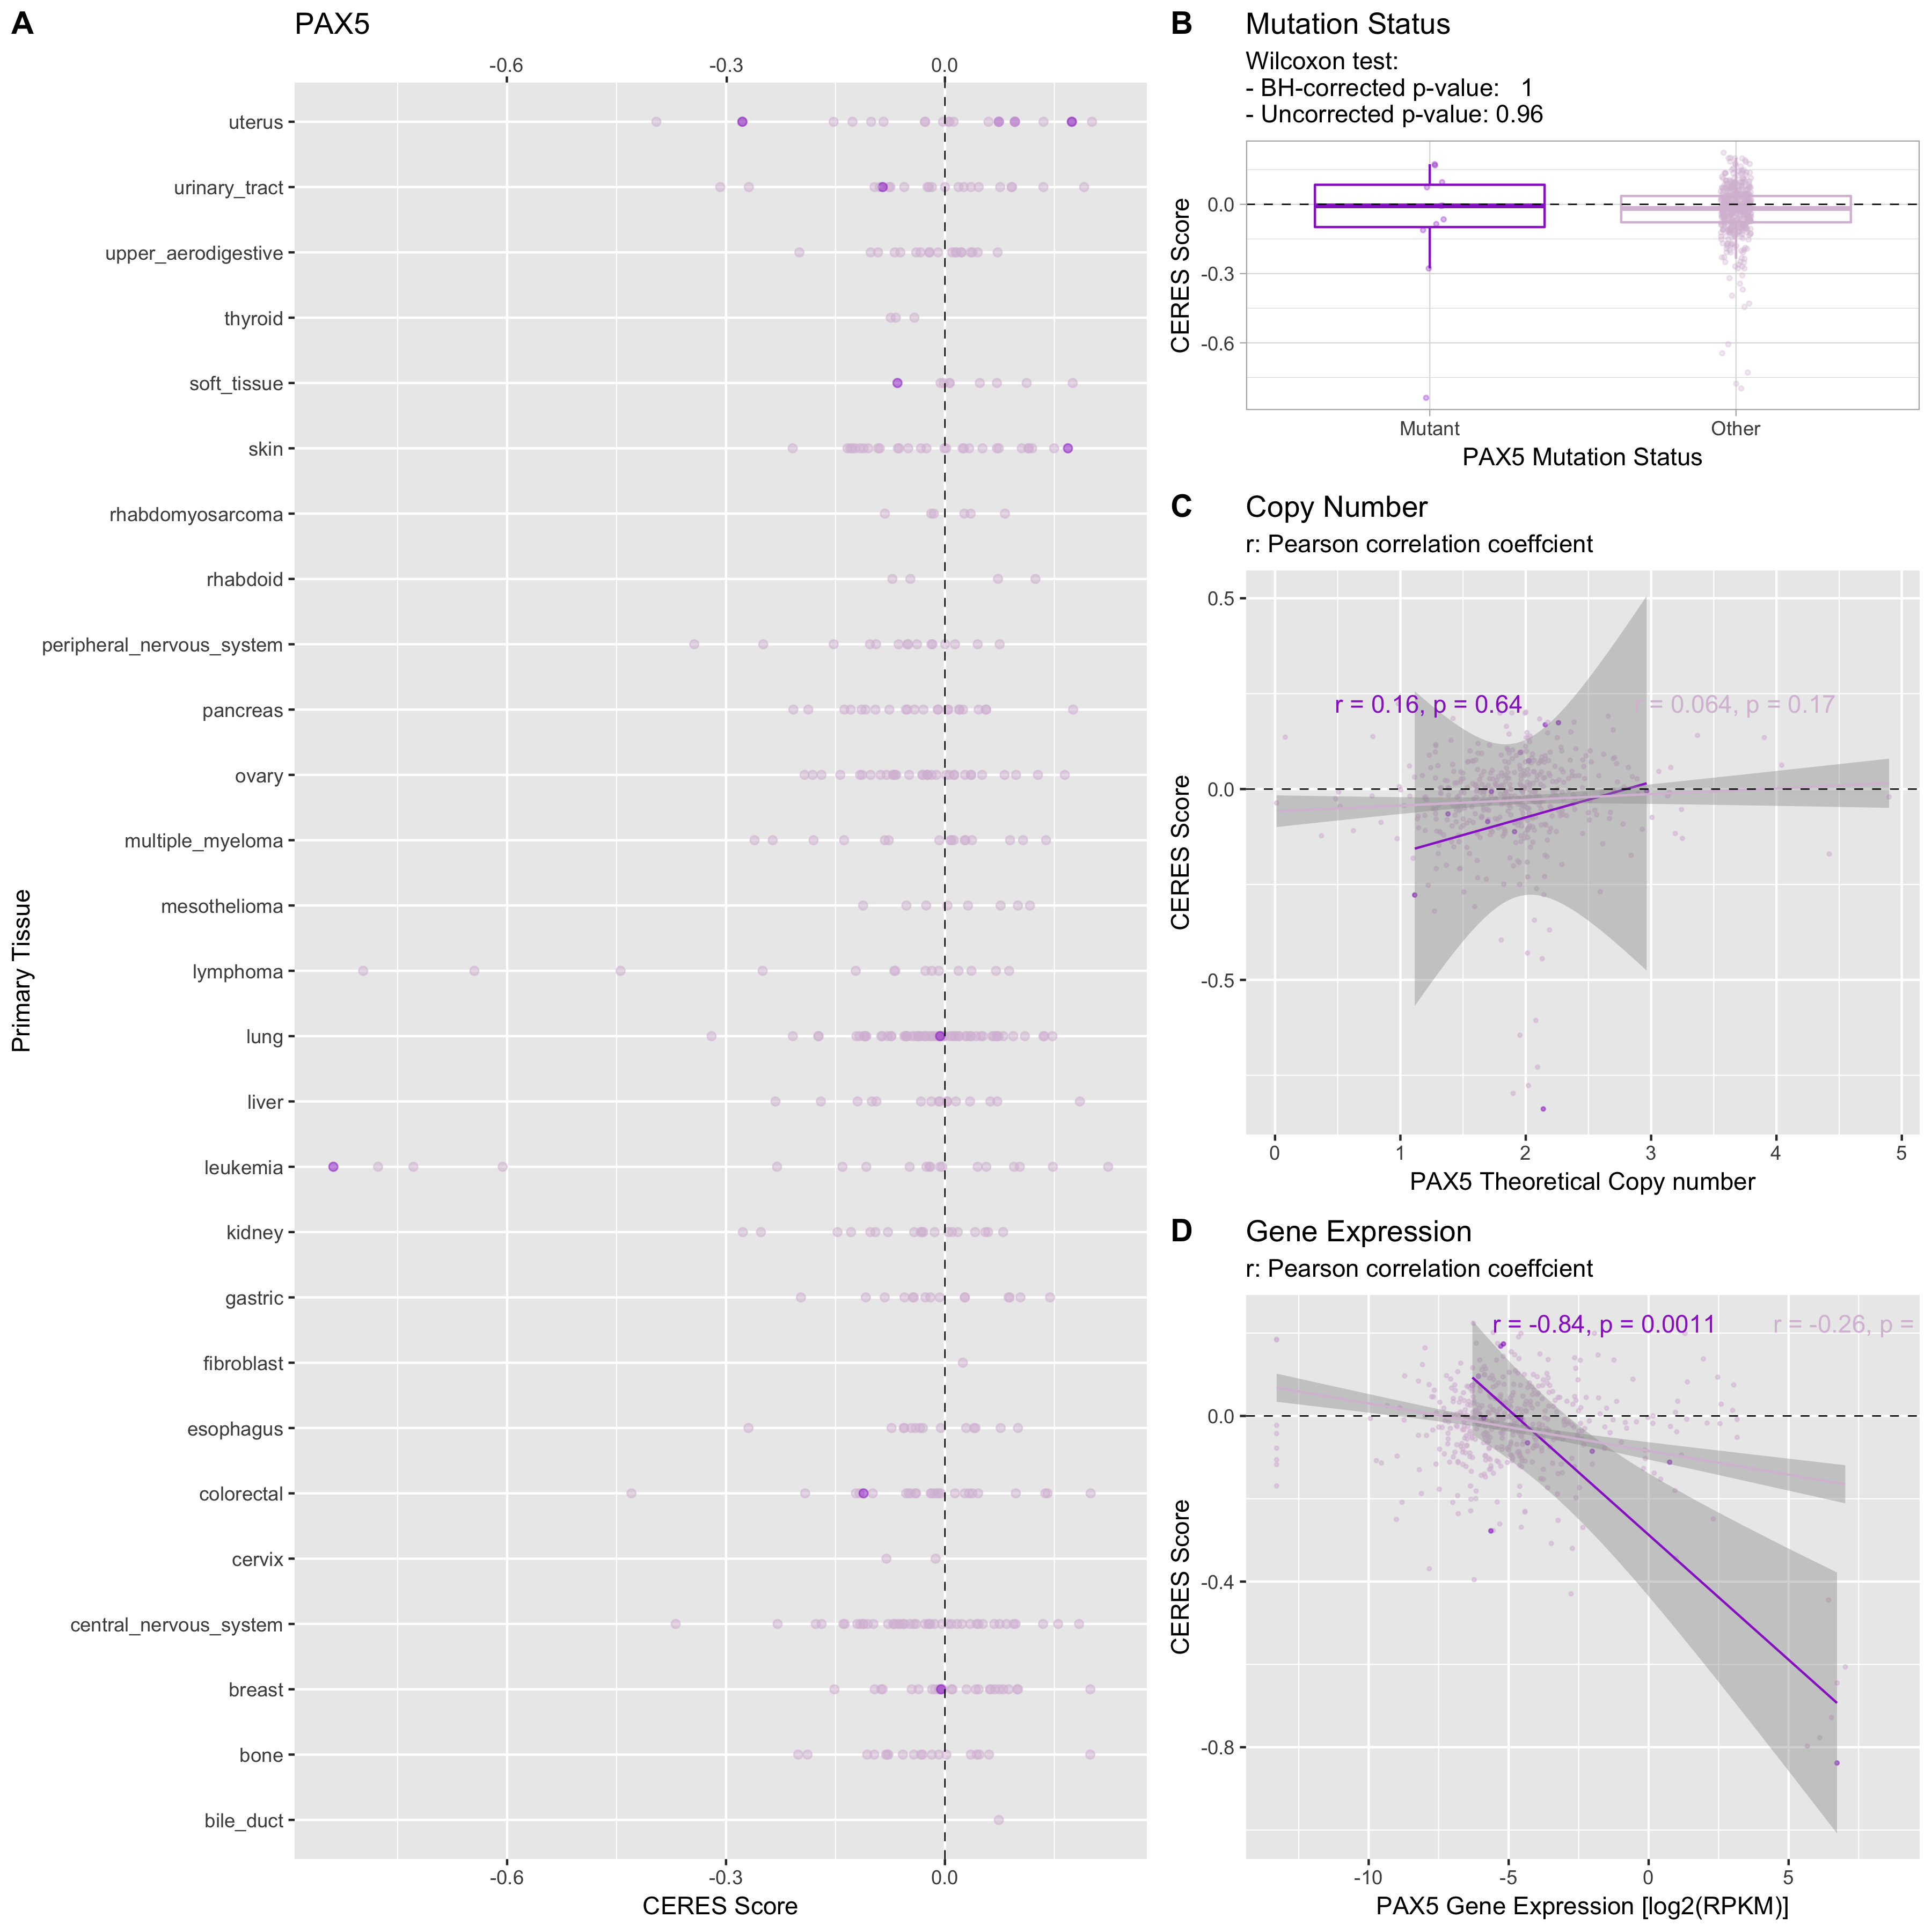 A
PAX5
-0.6 -0.3 0.0
uterus
urinary_tract
upper_aerodigestive
thyroid
soft_tissue
skin
rhabdomyosarcoma
rhabdoid
peripheral_nervous_system
pancreas
ovary
multiple_myeloma
mesothelioma
lymphoma
lung
liver
leukemia
kidney
gastric
fibroblast
esophagus
colorectal
cervix
central_nervous_system
breast
bone
bile_duct
Primary Tissue
-0.6 -0.3 0.0
CERES Score
B
Mutation Status
Wilcoxon test:
- BH-corrected p-value: 1
- Uncorrected p-value: 0.96
0.0
-0.3
-0.6
CERES Score
Mutant Other
PAX5 Mutation Status
C
Copy Number
r: Pearson correlation coeffcient
r = 0.16, p = 0.64
= 0.064, p = 0.17
0.5
0.0
-0.5
CERES Score
0 1 2 3 4 5
PAX5 Theoretical Copy number
D
Gene Expression
r: Pearson correlation coeffcient
r = -0.84, p = 0.0011
r = -0.26, p =
0.0
-0.4
-0.8
CERES Score
-10 -5 0 5
PAX5 Gene Expression [log2(RPKM)]